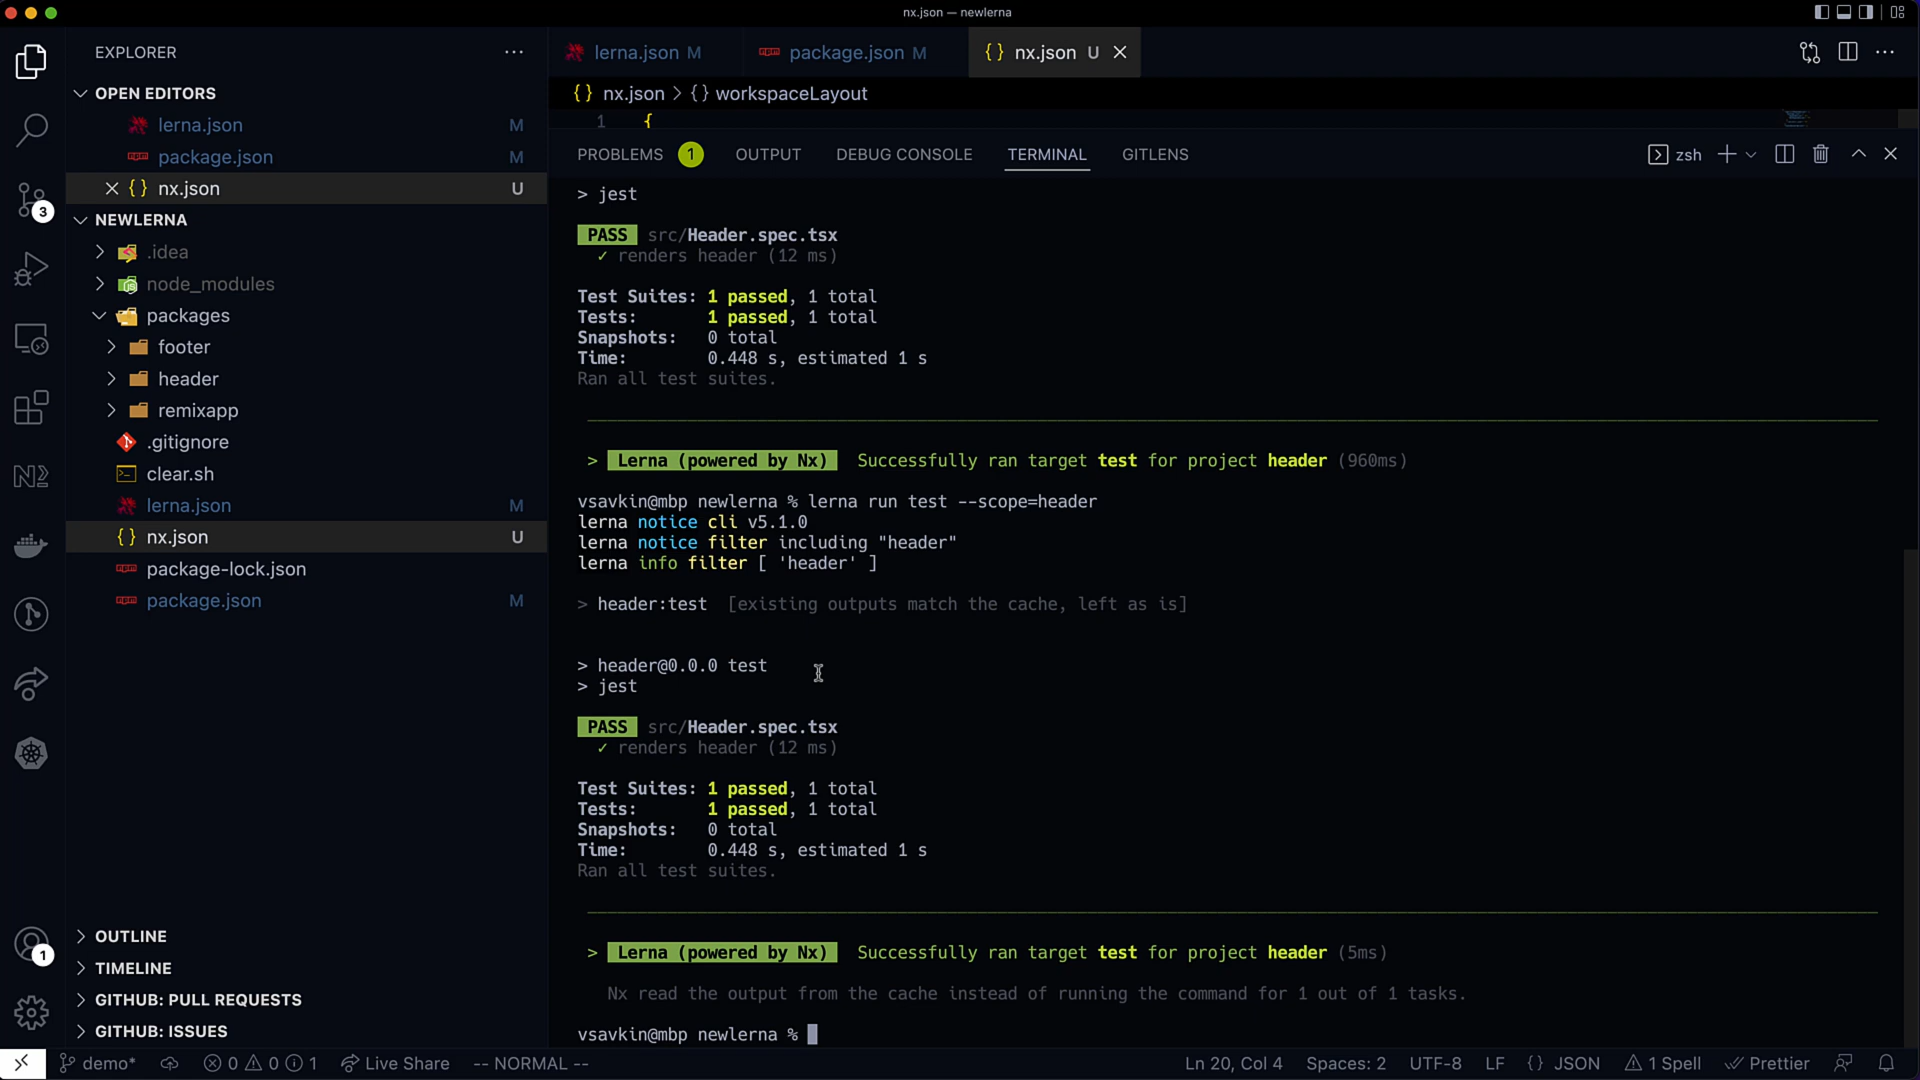 nx.json — newlerna
EXPLORER
OPEN EDITORS
lerna.json M
package.json M
nx.json U
NEWLERNA
.idea
node_modules
packages
footer
header
remixapp
.gitignore
clear.sh
lerna.json M
nx.json U
package-lock.json
package.json M
OUTLINE
TIMELINE
GITHUB: PULL REQUESTS
GITHUB: ISSUES
3
1
lerna.json M
package.json M
{} nx.json U
{} nx.json > {} workspaceLayout
1 {
PROBLEMS 1 OUTPUT DEBUG CONSOLE TERMINAL GITLENS
zsh
> jest
PASS src/Header.spec.tsx
✓ renders header (12 ms)
Test Suites: 1 passed, 1 total
Tests: 1 passed, 1 total
Snapshots: 0 total
Time: 0.448 s, estimated 1 s
Ran all test suites.
> Lerna (powered by Nx) Successfully ran target test for project header (960ms)
vsavkin@mbp newlerna % lerna run test --scope=header
lerna notice cli v5.1.0
lerna notice filter including "header"
lerna info filter [ 'header' ]
> header:test [existing outputs match the cache, left as is]
> header@0.0.0 test
> jest
PASS src/Header.spec.tsx
✓ renders header (12 ms)
Test Suites: 1 passed, 1 total
Tests: 1 passed, 1 total
Snapshots: 0 total
Time: 0.448 s, estimated 1 s
Ran all test suites.
> Lerna (powered by Nx) Successfully ran target test for project header (5ms)
Nx read the output from the cache instead of running the command for 1 out of 1 tasks.
vsavkin@mbp newlerna %
demo* 0 0 1 Live Share -- NORMAL -- Ln 20, Col 4 Spaces: 2 UTF-8 LF {} JSON 1 Spell Prettier